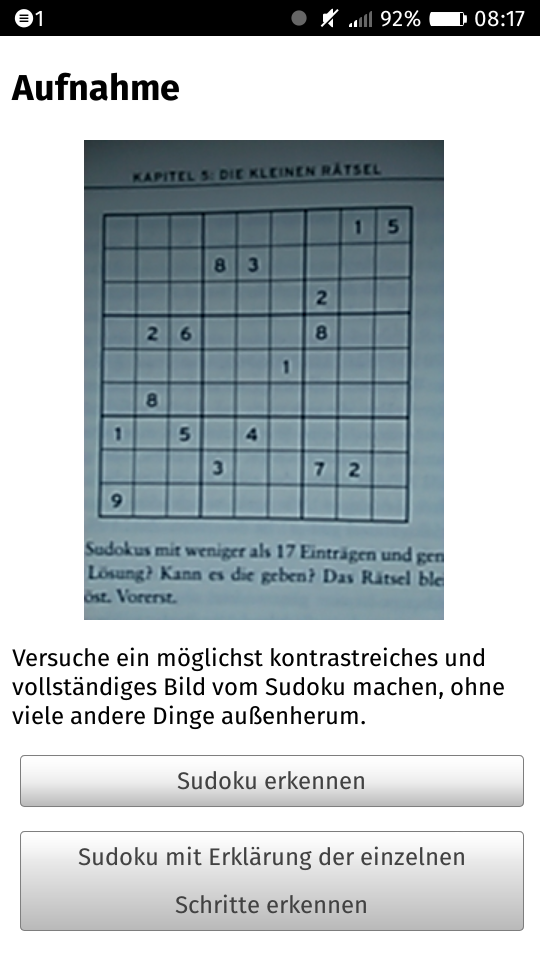 1 92% 08:17
Aufnahme
KAPITEL 5: DIE KLEINEN RÄTSEL
1 5
8 3
2
2 6 8
1
8
1 5 4
3 7 2
9
Sudokus mit weniger als 17 Einträgen und gen
Lösung? Kann es die geben? Das Rätsel ble
öst. Vorerst.
Versuche ein möglichst kontrastreiches und
vollständiges Bild vom Sudoku machen, ohne
viele andere Dinge außenherum.
Sudoku erkennen
Sudoku mit Erklärung der einzelnen
Schritte erkennen